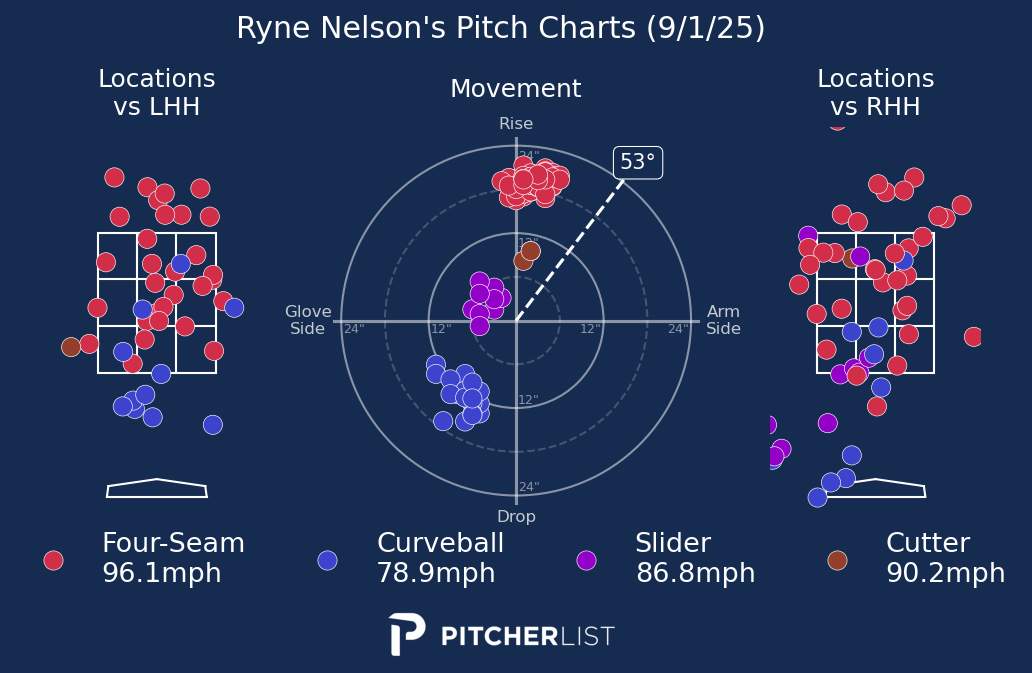 Ryne Nelson's Pitch Charts (9/1/25)
Locations
vs LHH
Movement
Locations
vs RHH
Rise
24"
53°
12"
Glove
Side
24"
12"
12"
24"
Arm
Side
12"
24"
Drop
Four-Seam
96.1mph
Curveball
78.9mph
Slider
86.8mph
Cutter
90.2mph
PITCHERLIST